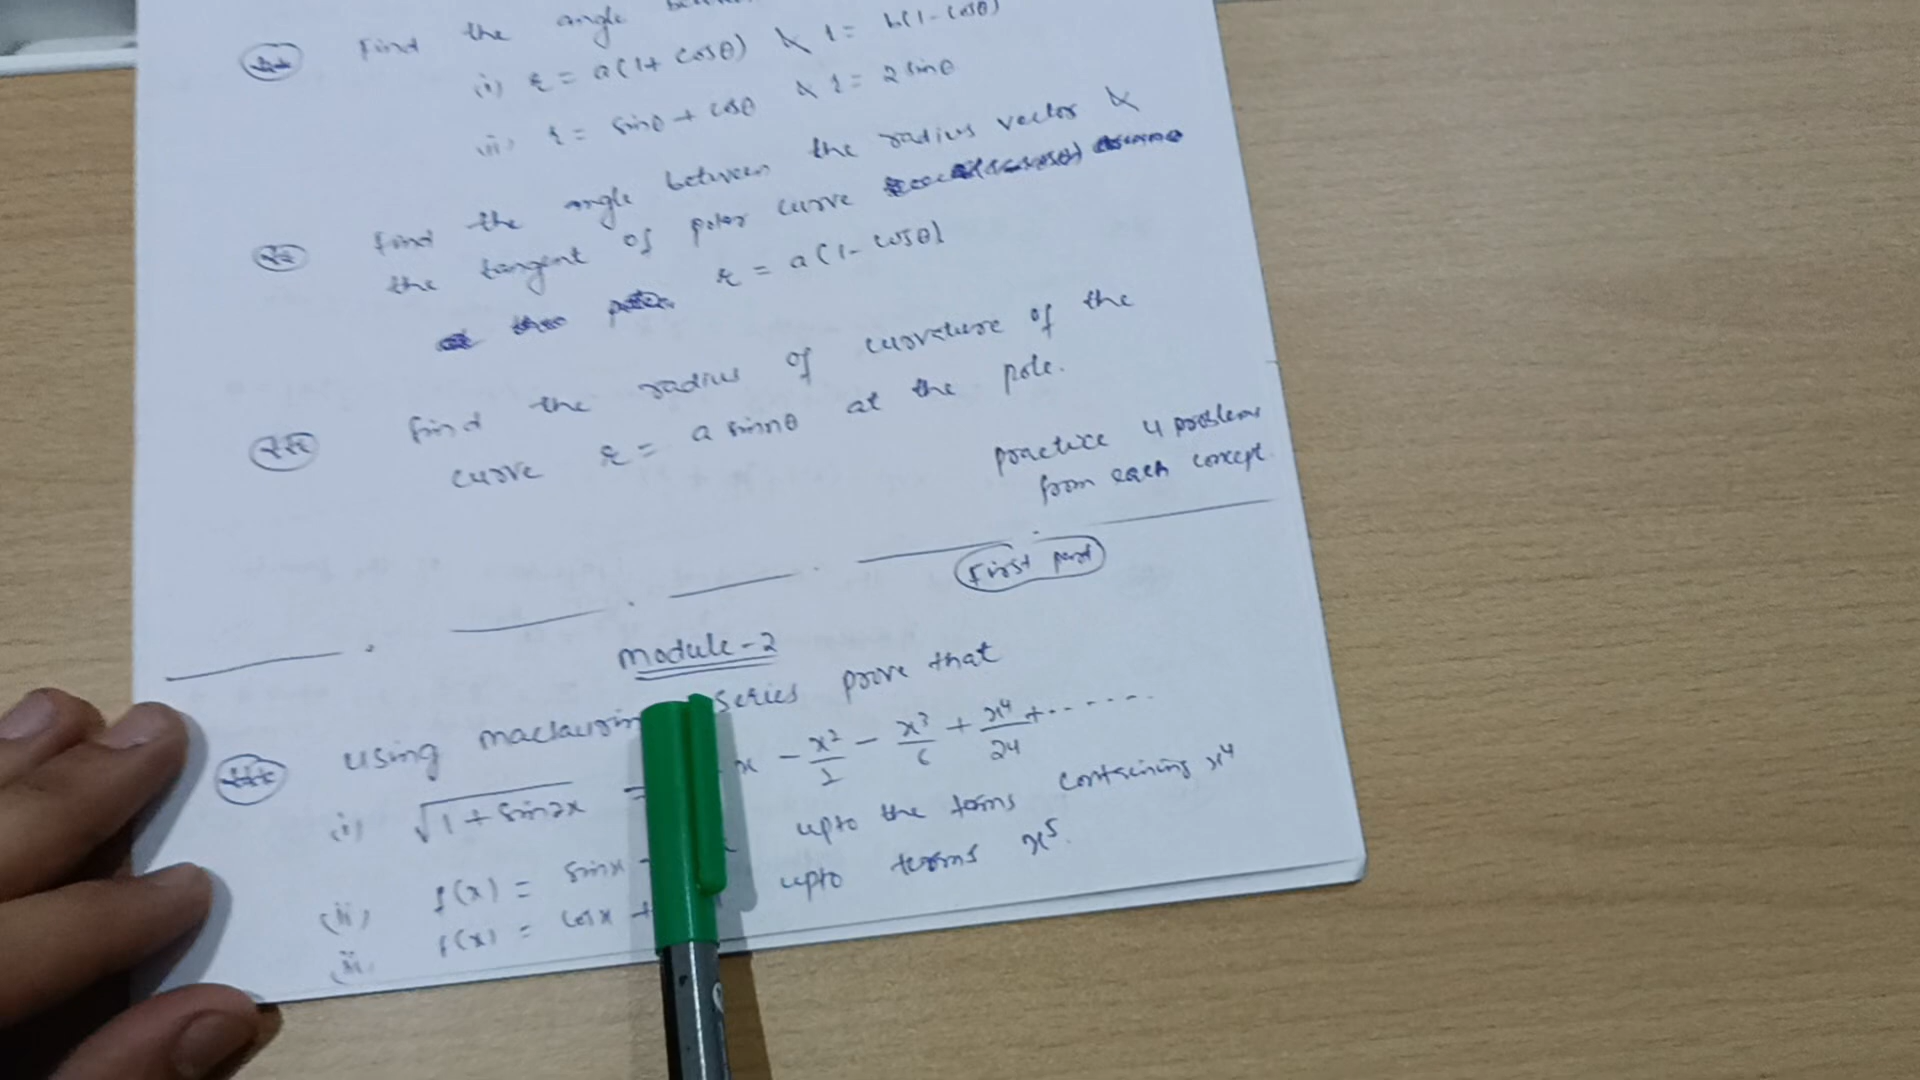 Find the angle
(i) r = a(1+ cosθ) & r = b(1-cosθ)
(ii) r = sinθ + cosθ & r = 2 sinθ
find the angle between the radius vector &
the tangent of polar curve
r = a(1- cosθ)
find the radius of curvature of the
curve r = a sinnθ at the pole.
practice 4 problem
from each concept.
First part
module-2
using maclaurin series prove that
(i) √1+sin2x = x - x²/2 - x³/6 + x⁴/24 + .......
(ii) f(x) = sinx upto the terms containing x⁴
f(x) = cosx + upto terms x⁵.